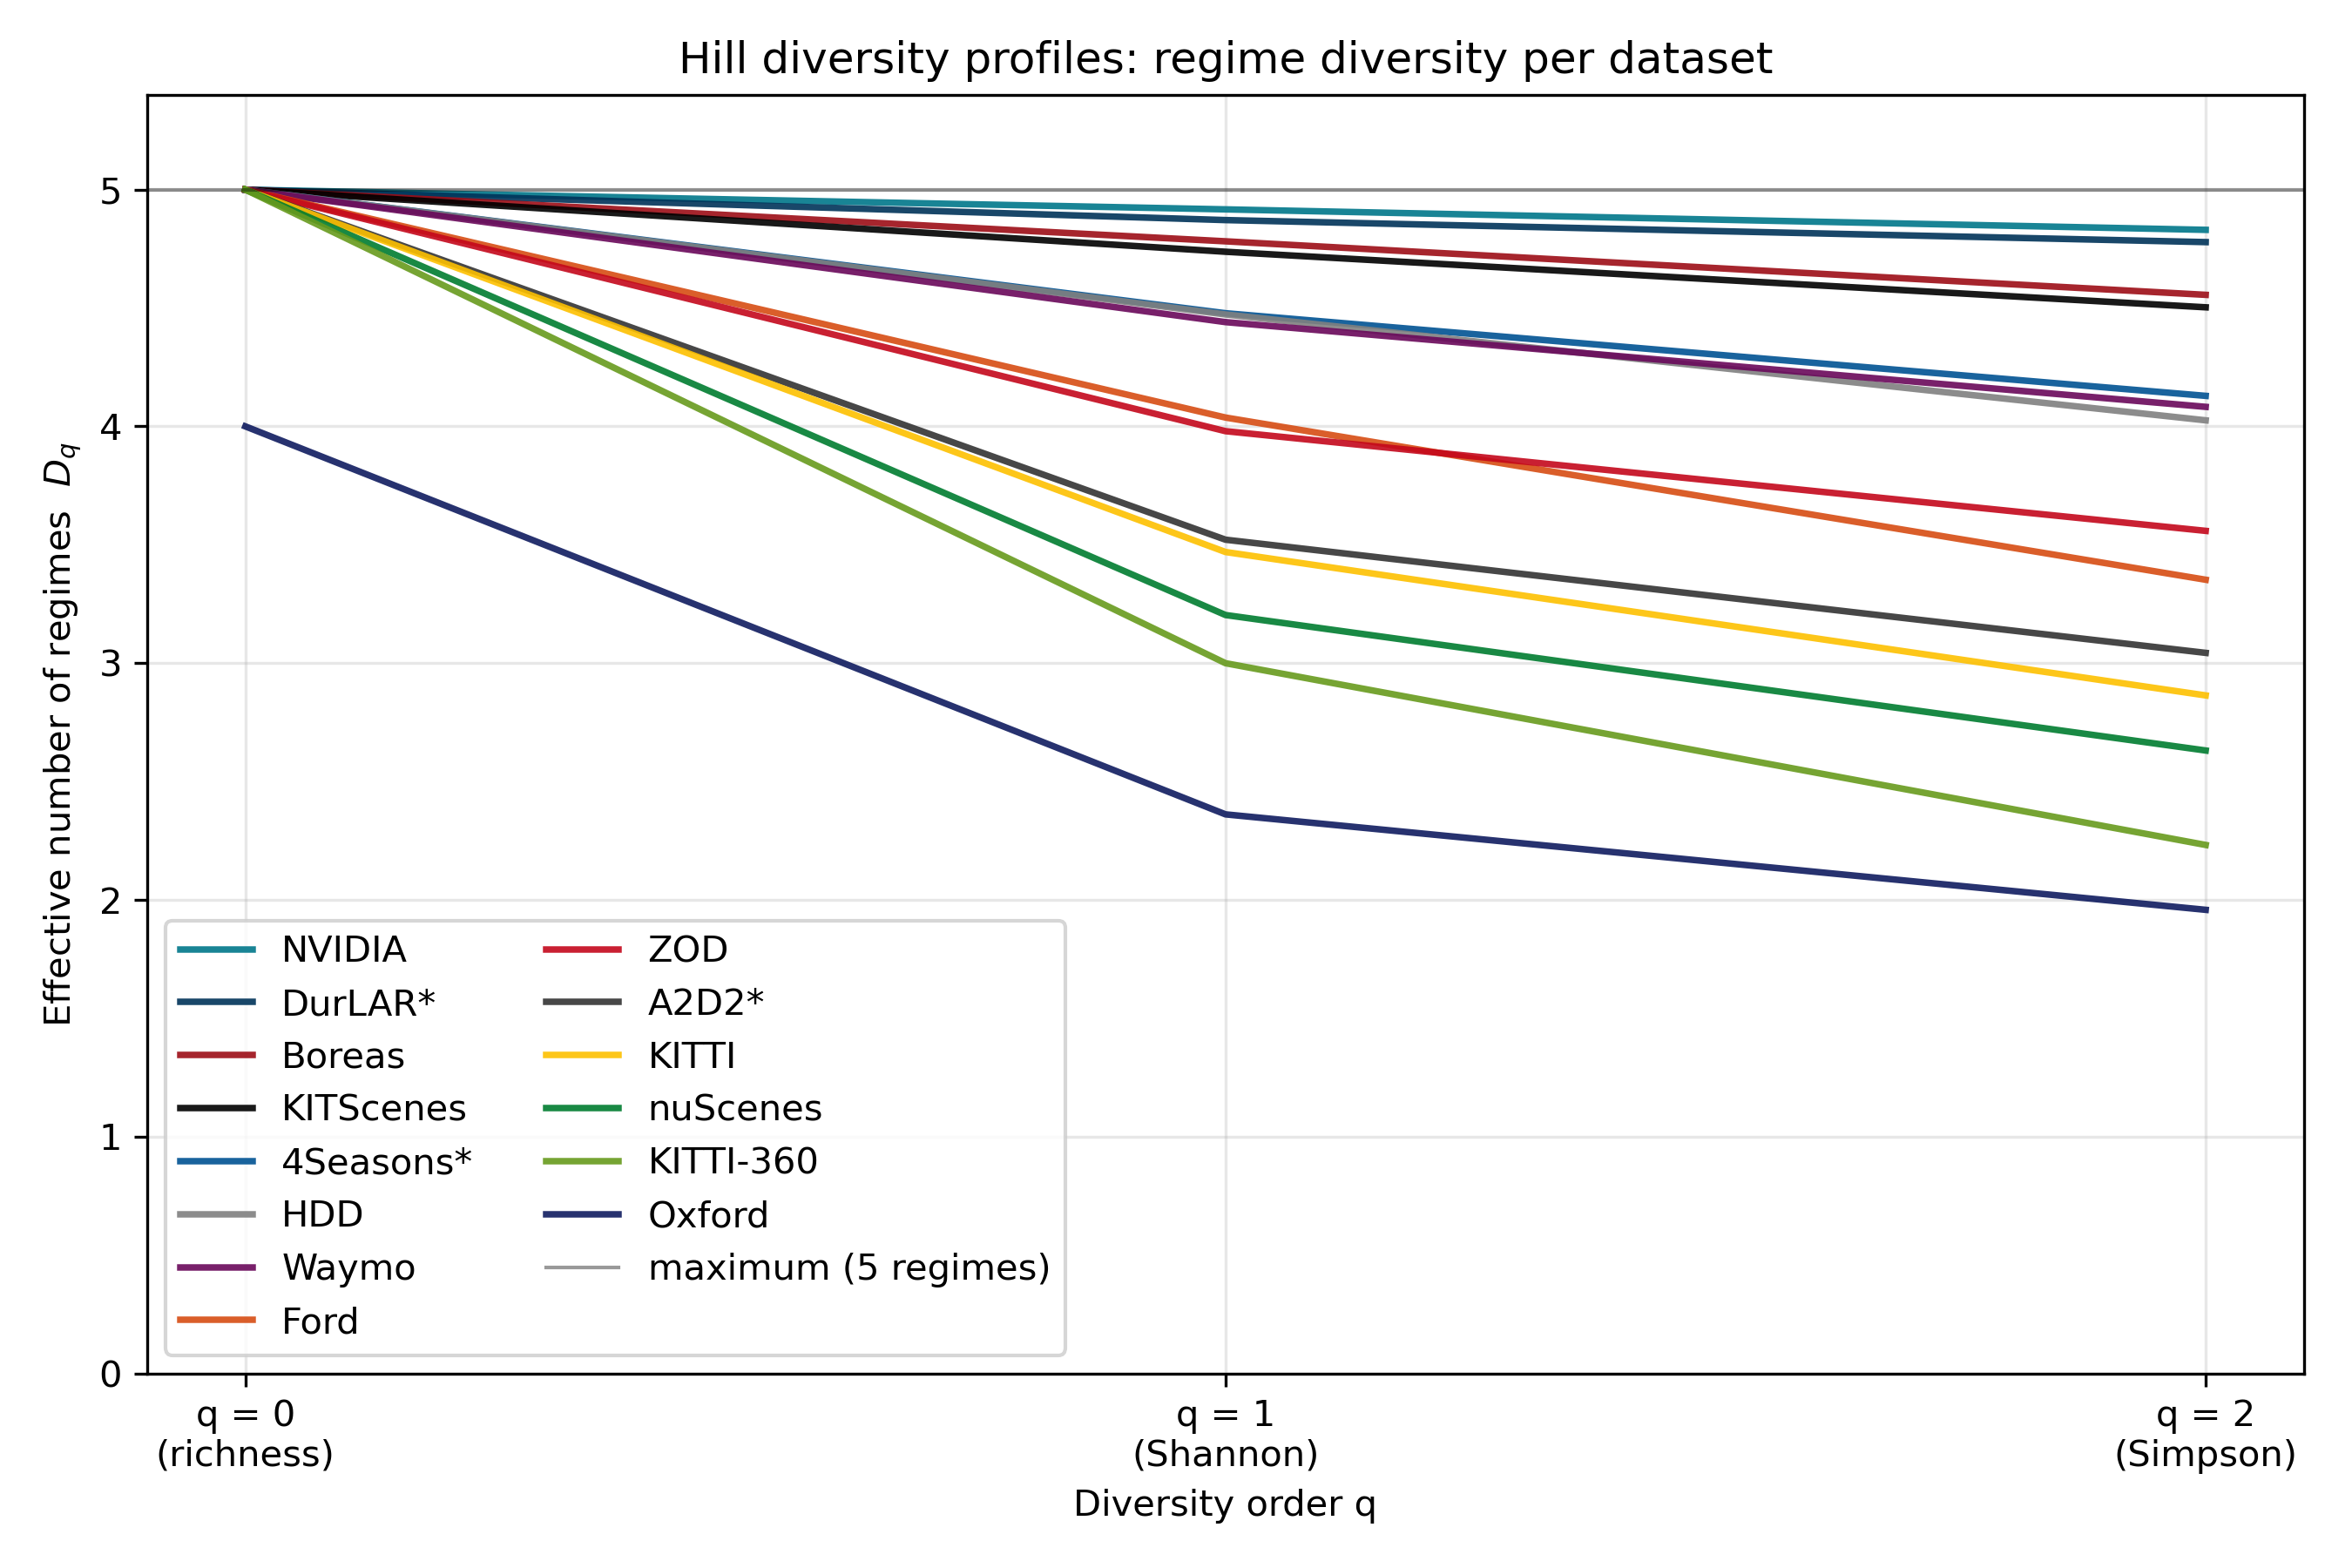 Hill diversity profiles: regime diversity per dataset
Effective number of regimes D_q
5
4
3
2
1
0
NVIDIA
DurLAR*
Boreas
KITScenes
4Seasons*
HDD
Waymo
Ford
ZOD
A2D2*
KITTI
nuScenes
KITTI-360
Oxford
maximum (5 regimes)
q = 0
(richness)
q = 1
(Shannon)
q = 2
(Simpson)
Diversity order q